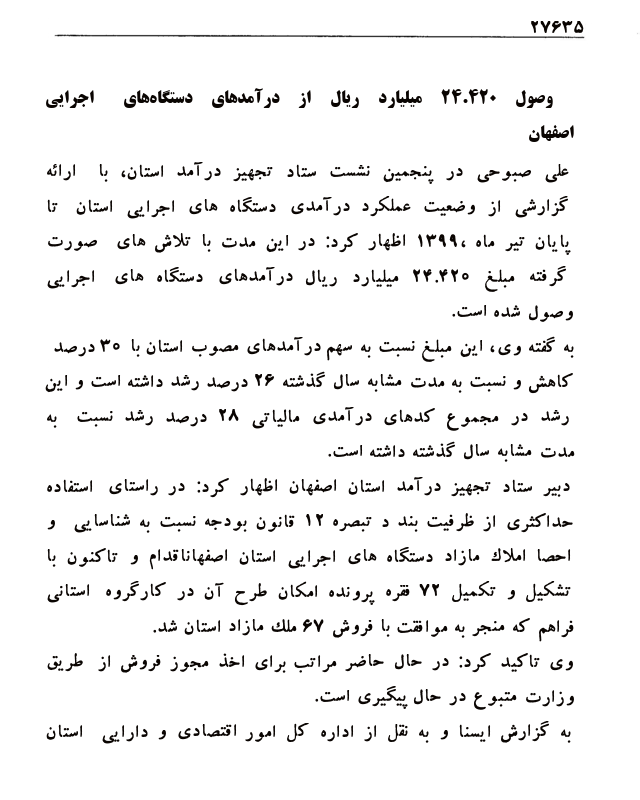 ۲۷۶۳۵
وصول ۲۴.۴۲۰ میلیارد ریال از درآمدهای دستگاه‌های اجرایی
اصفهان
علی صبوحی در پنجمین نشست ستاد تجهیز درآمد استان، با ارائه
گزارشی از وضعیت عملکرد درآمدی دستگاه های اجرایی استان تا
پایان تیر ماه ،۱۳۹۹ اظهار کرد: در این مدت با تلاش های صورت
گرفته مبلغ ۲۴.۴۲۰ میلیارد ریال درآمدهای دستگاه های اجرایی
وصول شده است.
به گفته وی، این مبلغ نسبت به سهم درآمدهای مصوب استان با ۳۰ درصد
کاهش و نسبت به مدت مشابه سال گذشته ۲۶ درصد رشد داشته است و این
رشد در مجموع کدهای درآمدی مالیاتی ۲۸ درصد رشد نسبت به
مدت مشابه سال گذشته داشته است.
دبیر ستاد تجهیز درآمد استان اصفهان اظهار کرد: در راستای استفاده
حداکثری از ظرفیت بند د تبصره ۱۲ قانون بودجه نسبت به شناسایی و
احصا املاك مازاد دستگاه های اجرایی استان اصفهاناقدام و تاکنون با
تشکیل و تکمیل ۷۲ فقره پرونده امکان طرح آن در کارگروه استانی
فراهم که منجر به موافقت با فروش ۶۷ ملك مازاد استان شد.
وی تاکید کرد: در حال حاضر مراتب برای اخذ مجوز فروش از طریق
وزارت متبوع در حال پیگیری است.
به گزارش ایسنا و به نقل از اداره کل امور اقتصادی و دارایی استان